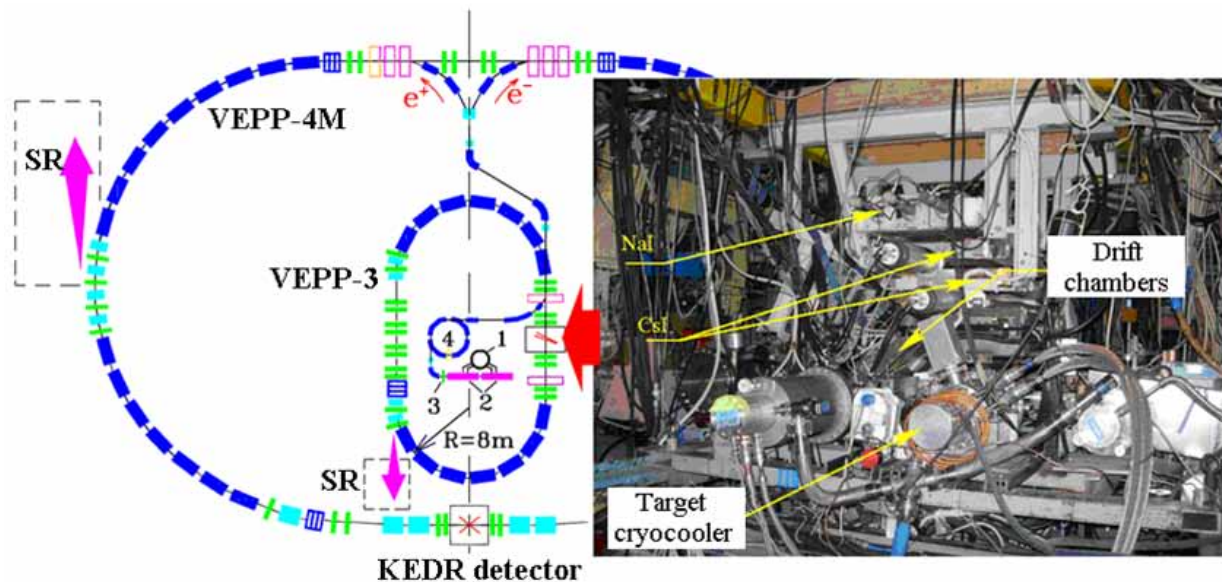 e⁺
e⁻
VEPP-4M
SR
VEPP-3
4
1
3
2
R=8m
SR
KEDR detector
NaI
CsI
Drift
chambers
Target
cryocooler